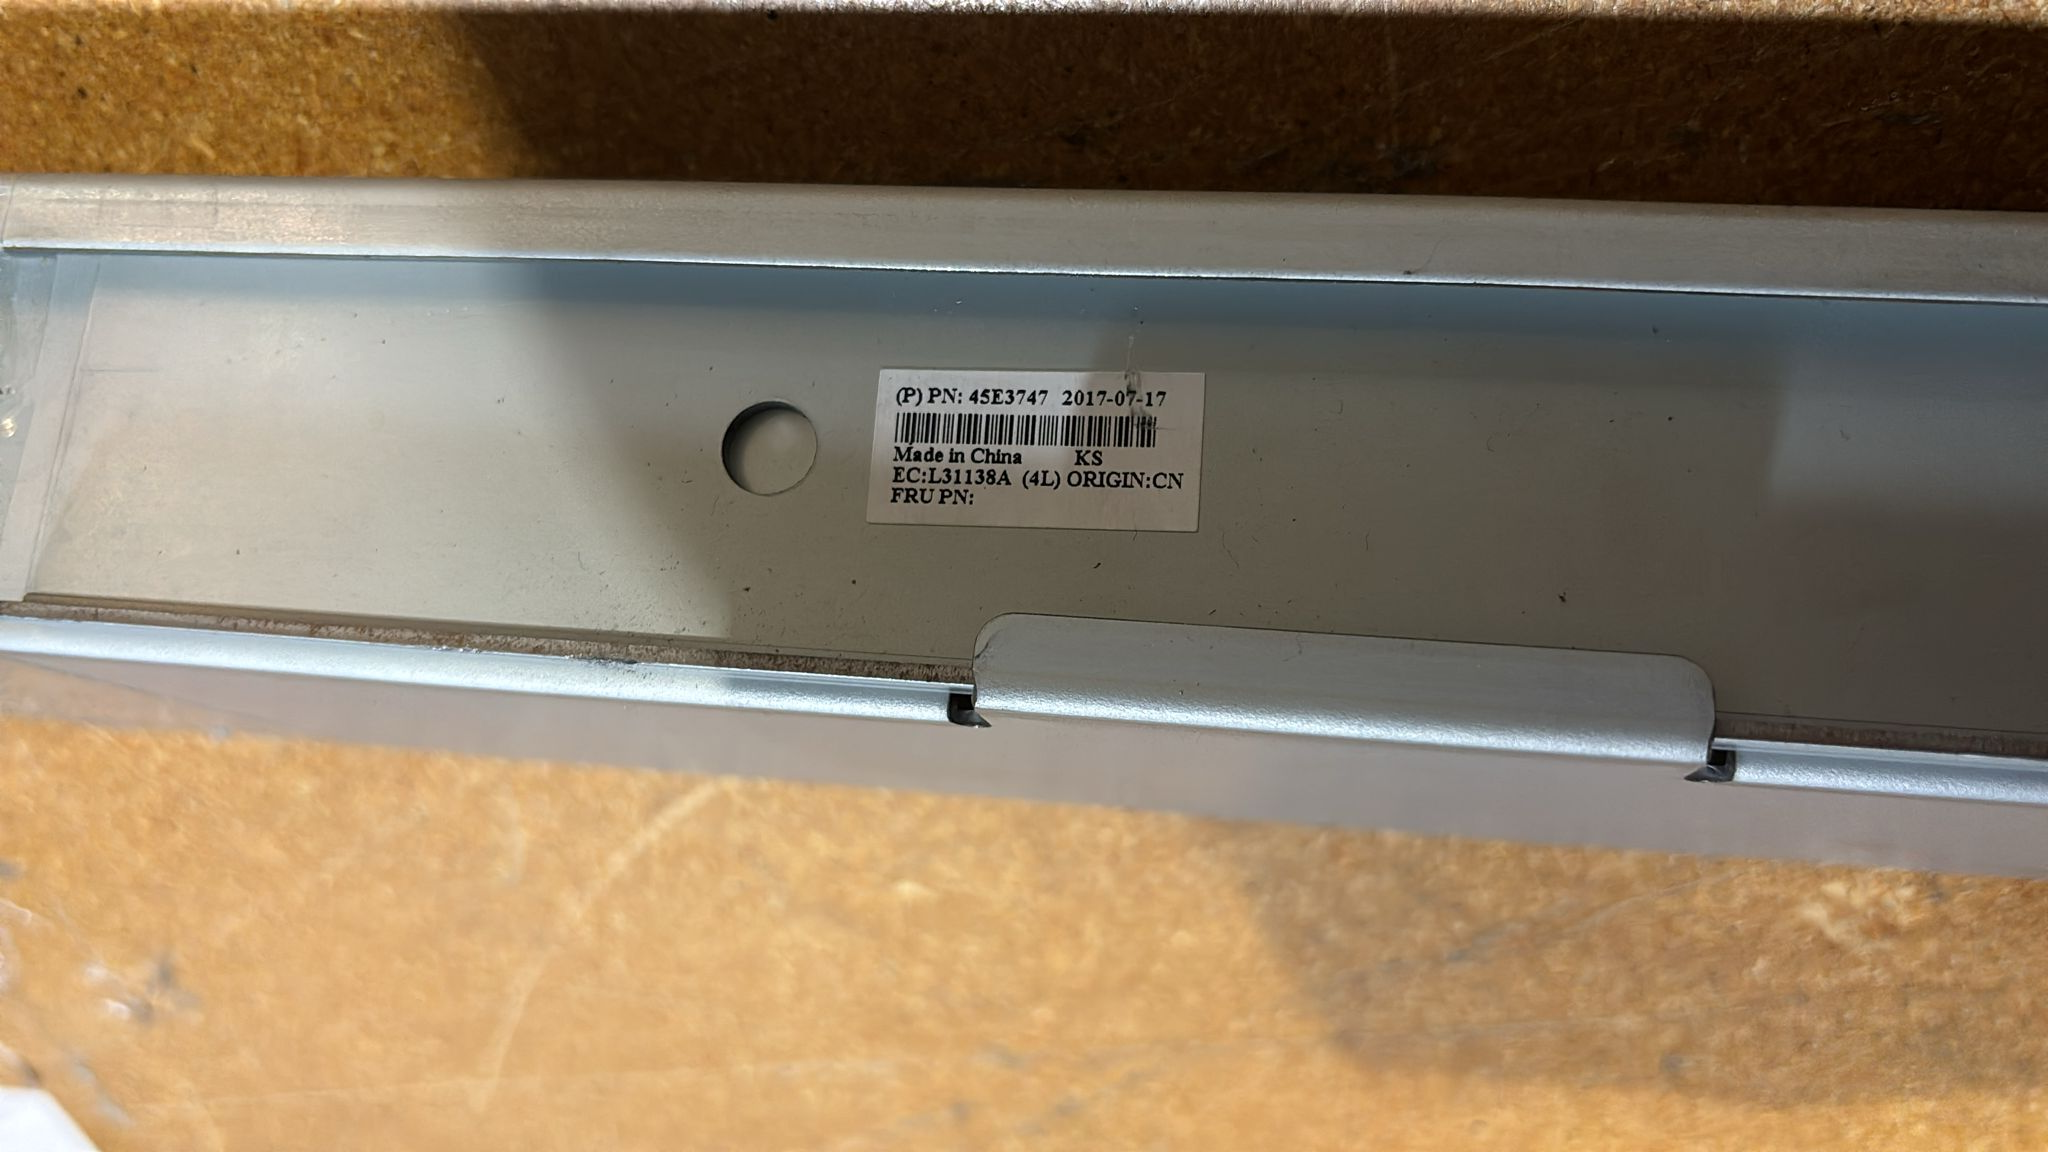 (P) PN: 45E3747 2017-07-17
Made in China KS
EC:L31138A (4L) ORIGIN:CN
FRU PN: